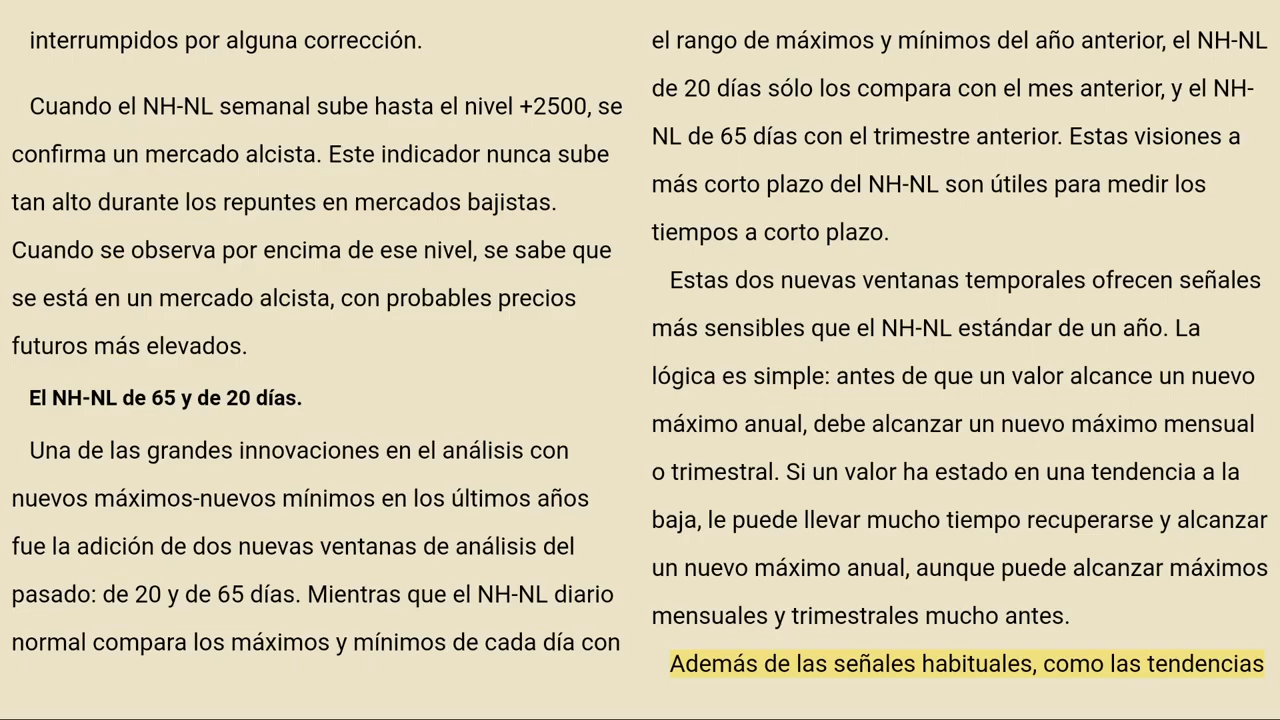 interrumpidos por alguna corrección.
Cuando el NH-NL semanal sube hasta el nivel +2500, se
confirma un mercado alcista. Este indicador nunca sube
tan alto durante los repuntes en mercados bajistas.
Cuando se observa por encima de ese nivel, se sabe que
se está en un mercado alcista, con probables precios
futuros más elevados.
El NH-NL de 65 y de 20 días.
Una de las grandes innovaciones en el análisis con
nuevos máximos-nuevos mínimos en los últimos años
fue la adición de dos nuevas ventanas de análisis del
pasado: de 20 y de 65 días. Mientras que el NH-NL diario
normal compara los máximos y mínimos de cada día con
el rango de máximos y mínimos del año anterior, el NH-NL
de 20 días sólo los compara con el mes anterior, y el NH-
NL de 65 días con el trimestre anterior. Estas visiones a
más corto plazo del NH-NL son útiles para medir los
tiempos a corto plazo.
Estas dos nuevas ventanas temporales ofrecen señales
más sensibles que el NH-NL estándar de un año. La
lógica es simple: antes de que un valor alcance un nuevo
máximo anual, debe alcanzar un nuevo máximo mensual
o trimestral. Si un valor ha estado en una tendencia a la
baja, le puede llevar mucho tiempo recuperarse y alcanzar
un nuevo máximo anual, aunque puede alcanzar máximos
mensuales y trimestrales mucho antes.
Además de las señales habituales, como las tendencias